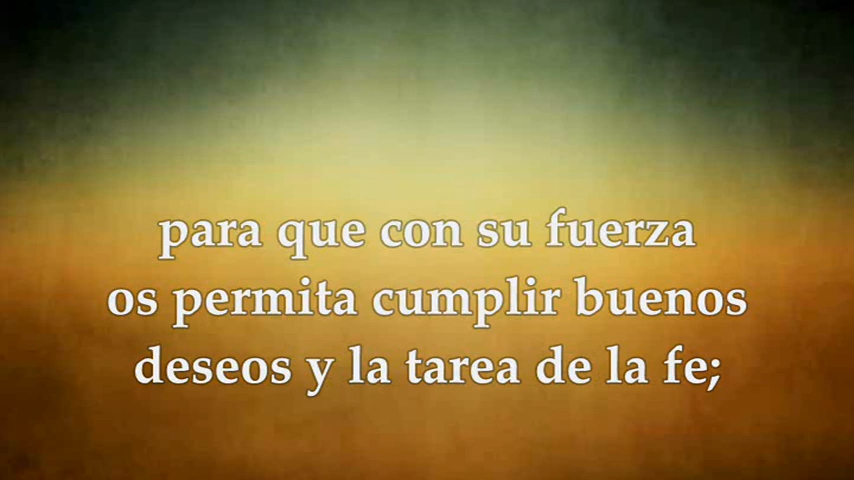 para que con su fuerza
os permita cumplir buenos
deseos y la tarea de la fe;